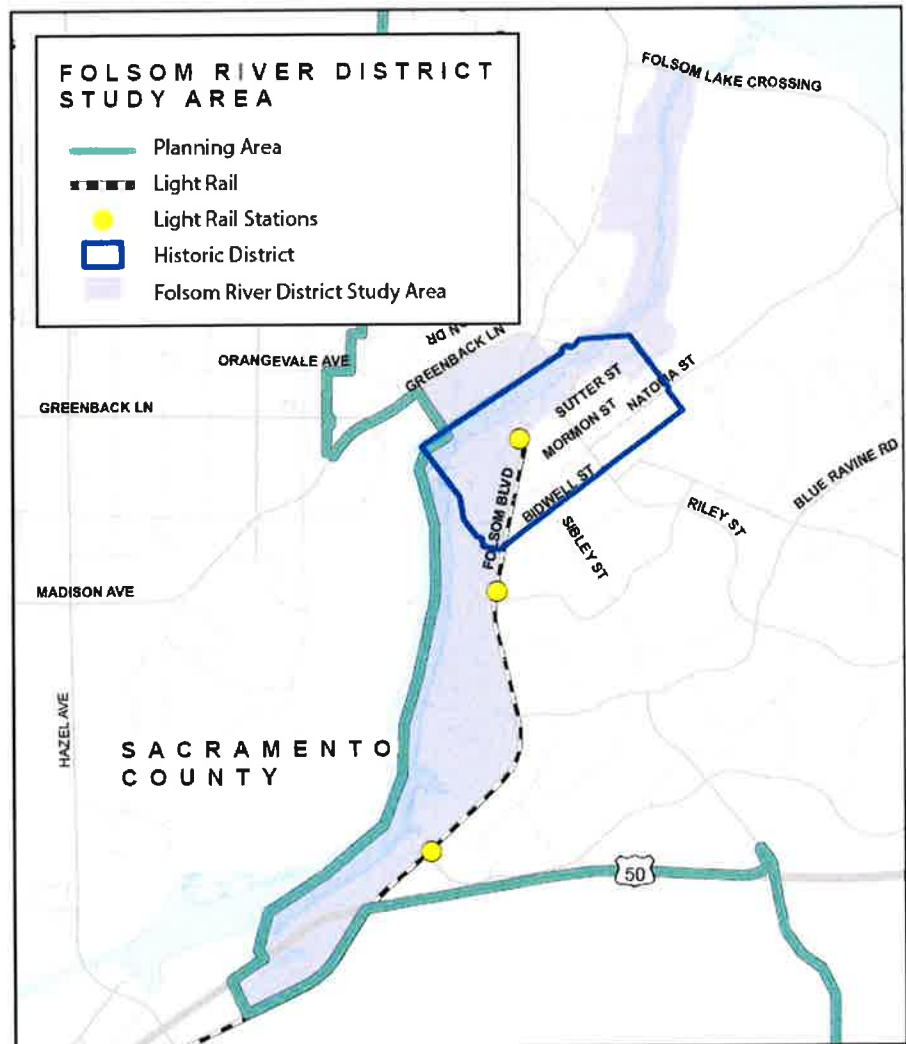 FOLSOM RIVER DISTRICT
STUDY AREA
Planning Area
Light Rail
Light Rail Stations
Historic District
Folsom River District Study Area
FOLSOM LAKE CROSSING
ORANGEVALE AVE
GREENBACK LN
GREENBACK LN
SUTTER ST
MORMON ST
NATOMA ST
FOLSOM BLVD
BIDWELL ST
SIBLEY ST
RILEY ST
BLUE RAVINE RD
MADISON AVE
HAZEL AVE
SACRAMENTO
COUNTY
50